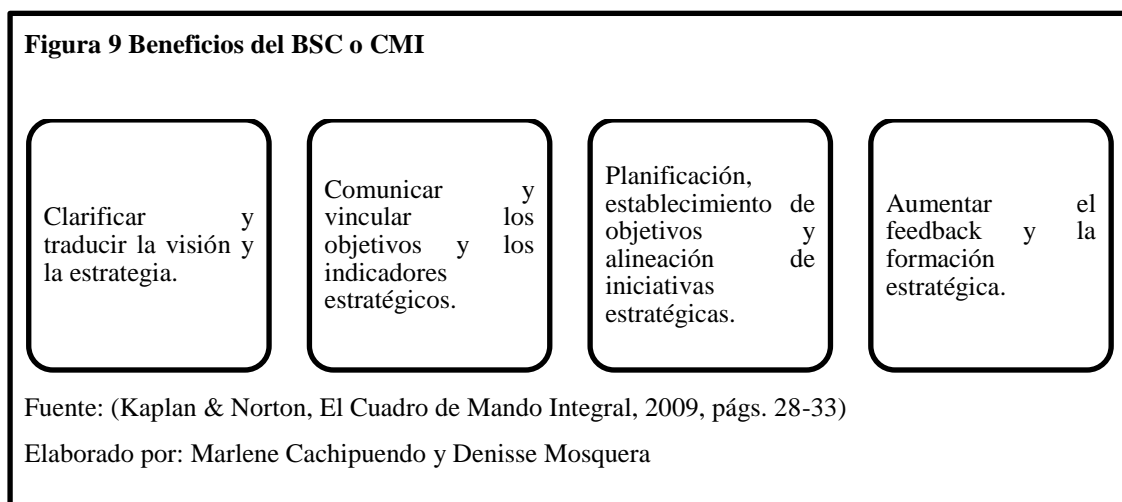 Figura 9 Beneficios del BSC o CMI
Clarificar y
traducir la visión y
la estrategia.
Comunicar y
vincular los
objetivos y los
indicadores
estratégicos.
Planificación,
establecimiento de
objetivos y
alineación de
iniciativas
estratégicas.
Aumentar el
feedback y la
formación
estratégica.
Fuente: (Kaplan & Norton, El Cuadro de Mando Integral, 2009, págs. 28-33)
Elaborado por: Marlene Cachipuendo y Denisse Mosquera